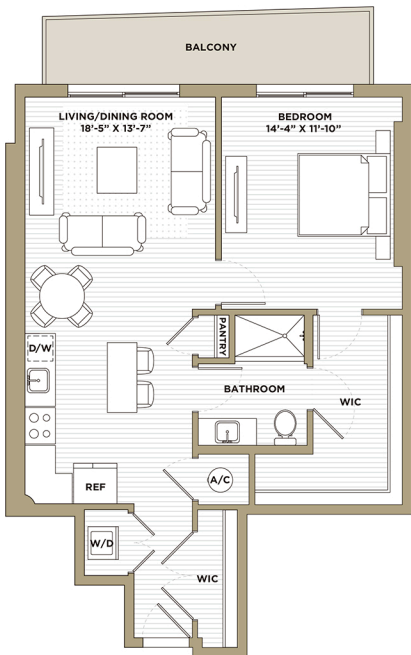 BALCONY
LIVING/DINING ROOM
18'-5" X 13'-7"
BEDROOM
14'-4" X 11'-10"
PANTRY
D/W
BATHROOM
WIC
REF
A/C
W/D
WIC